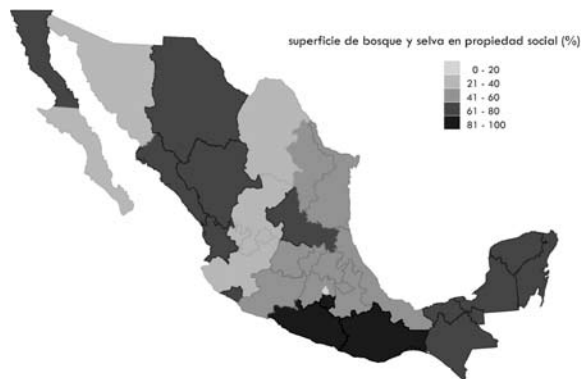 superficie de bosque y selva en propiedad social (%)
0 - 20
21 - 40
41 - 60
61 - 80
81 - 100